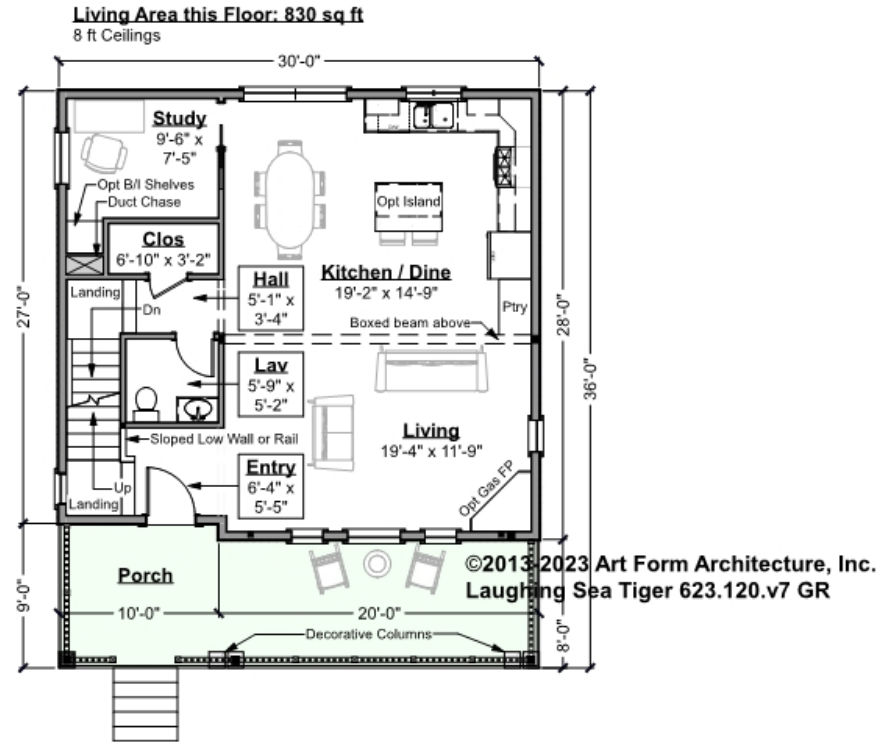 Living Area this Floor: 830 sq ft
8 ft Ceilings
30'-0"
Study
9'-6" x
7'-5"
Opt B/I Shelves
Duct Chase
Opt Island
Clos
6'-10" x 3'-2"
Hall
5'-1" x
3'-4"
Kitchen / Dine
19'-2" x 14'-9"
Landing
Dn
Ptry
Boxed beam above
27'-0"
28'-0"
36'-0"
Lav
5'-9" x
5'-2"
Living
19'-4" x 11'-9"
Sloped Low Wall or Rail
Entry
6'-4" x
5'-5"
Up
Landing
Opt Gas FP
©2013-2023 Art Form Architecture, Inc.
Laughing Sea Tiger 623.120.v7 GR
Porch
10'-0"
20'-0"
9'-0"
8'-0"
Decorative Columns